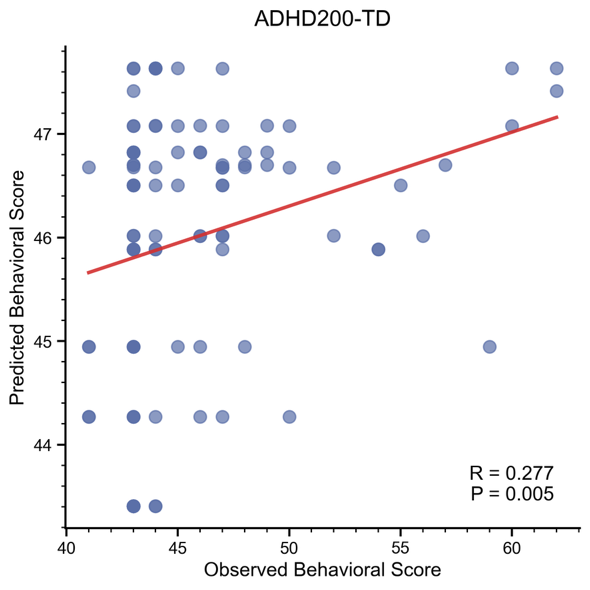 ADHD200-TD
Predicted Behavioral Score
47
46
45
44
R = 0.277
P = 0.005
40 45 50 55 60
Observed Behavioral Score